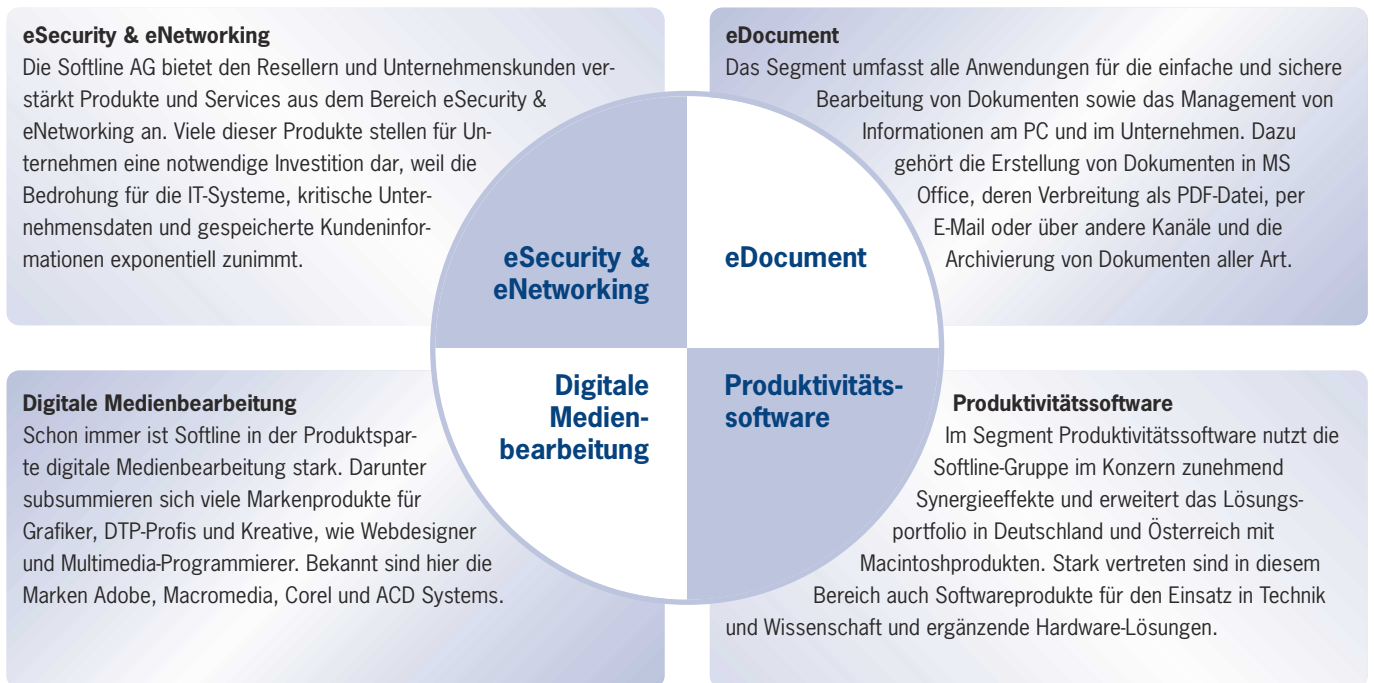 eSecurity & eNetworking
Die Softline AG bietet den Resellern und Unternehmenskunden ver-
stärkt Produkte und Services aus dem Bereich eSecurity &
eNetworking an. Viele dieser Produkte stellen für Un-
ternehmen eine notwendige Investition dar, weil die
Bedrohung für die IT-Systeme, kritische Unter-
nehmensdaten und gespeicherte Kundeninfor-
mationen exponentiell zunimmt.
eDocument
Das Segment umfasst alle Anwendungen für die einfache und sichere
Bearbeitung von Dokumenten sowie das Management von
Informationen am PC und im Unternehmen. Dazu
gehört die Erstellung von Dokumenten in MS
Office, deren Verbreitung als PDF-Datei, per
E-Mail oder über andere Kanäle und die
Archivierung von Dokumenten aller Art.
eSecurity &
eNetworking
eDocument
Digitale
Medien-
bearbeitung
Produktivitäts-
software
Digitale Medienbearbeitung
Schon immer ist Softline in der Produktspar-
te digitale Medienbearbeitung stark. Darunter
subsummieren sich viele Markenprodukte für
Grafiker, DTP-Profis und Kreative, wie Webdesigner
und Multimedia-Programmierer. Bekannt sind hier die
Marken Adobe, Macromedia, Corel und ACD Systems.
Produktivitätssoftware
Im Segment Produktivitätssoftware nutzt die
Softline-Gruppe im Konzern zunehmend
Synergieeffekte und erweitert das Lösungs-
portfolio in Deutschland und Österreich mit
Macintoshprodukten. Stark vertreten sind in diesem
Bereich auch Softwareprodukte für den Einsatz in Technik
und Wissenschaft und ergänzende Hardware-Lösungen.